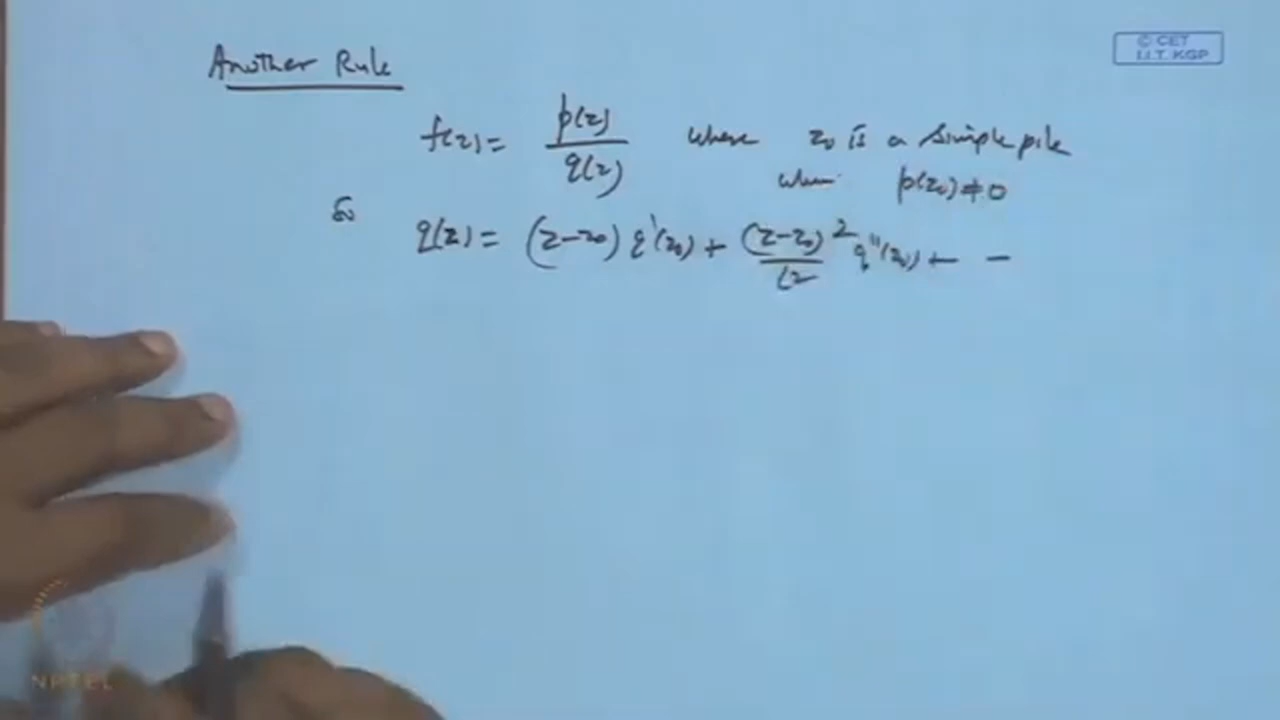 Another Rule
© CET
I.I.T. KGP
f(z) = p(z)/q(z) where z₀ is a simple pole
when p(z₀) ≠ 0
So q(z) = (z-z₀) q'(z₀) + (z-z₀)²/⌊2 q''(z₀) + - -
NPTEL